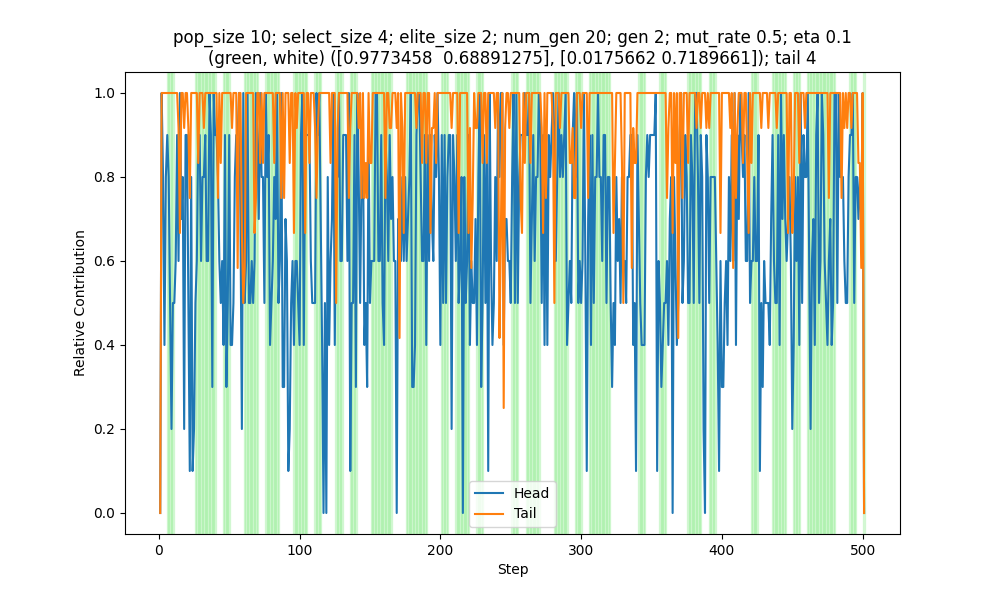 pop_size 10; select_size 4; elite_size 2; num_gen 20; gen 2; mut_rate 0.5; eta 0.1
(green, white) ([0.9773458  0.68891275], [0.0175662 0.7189661]); tail 4
1.0
0.8
0.6
0.4
0.2
0.0
Relative Contribution
Head
Tail
0
100
200
300
400
500
Step